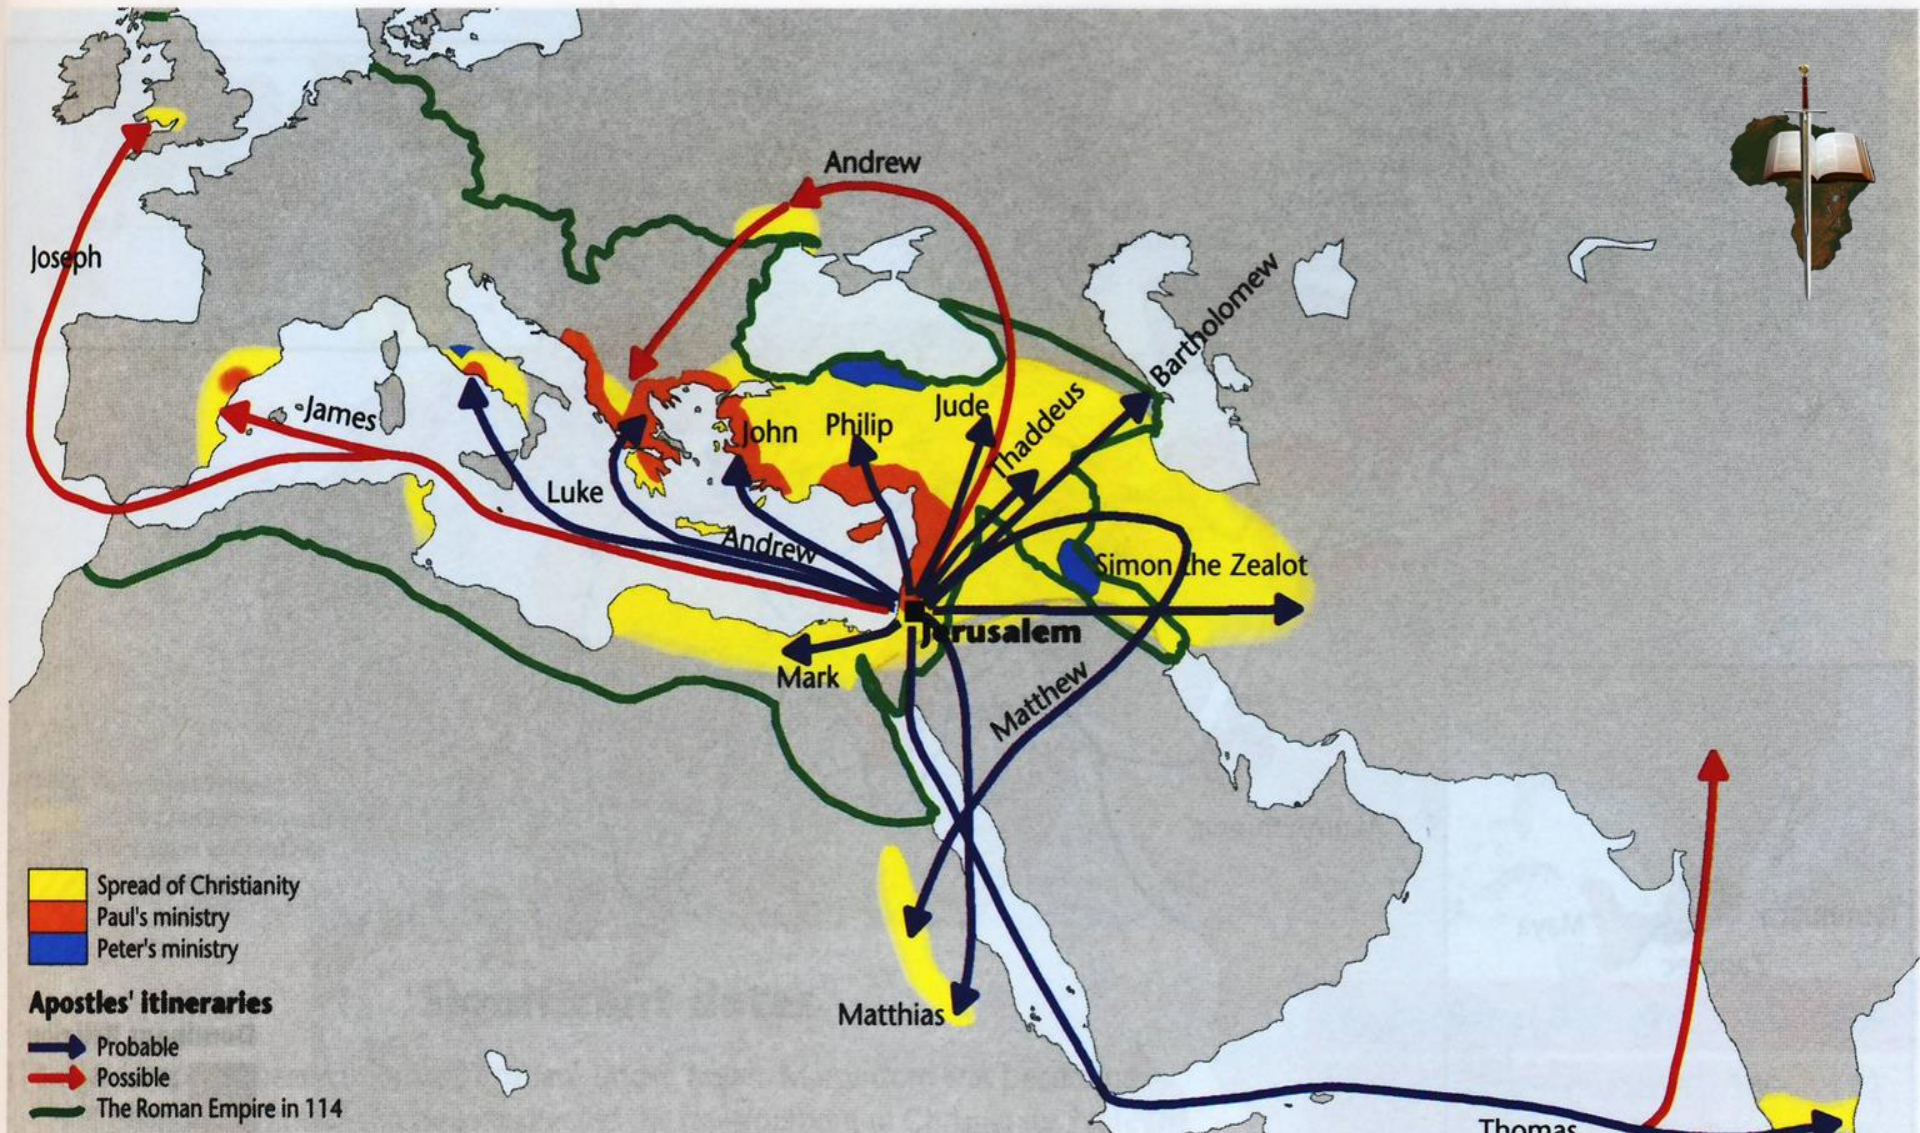 Andrew
Joseph
Bartholomew
James
John
Philip
Jude
Thaddeus
Luke
Andrew
Simon the Zealot
Jerusalem
Mark
Matthew
Spread of Christianity
Paul's ministry
Peter's ministry
Apostles' itineraries
Matthias
Probable
Possible
The Roman Empire in 114
Thomas